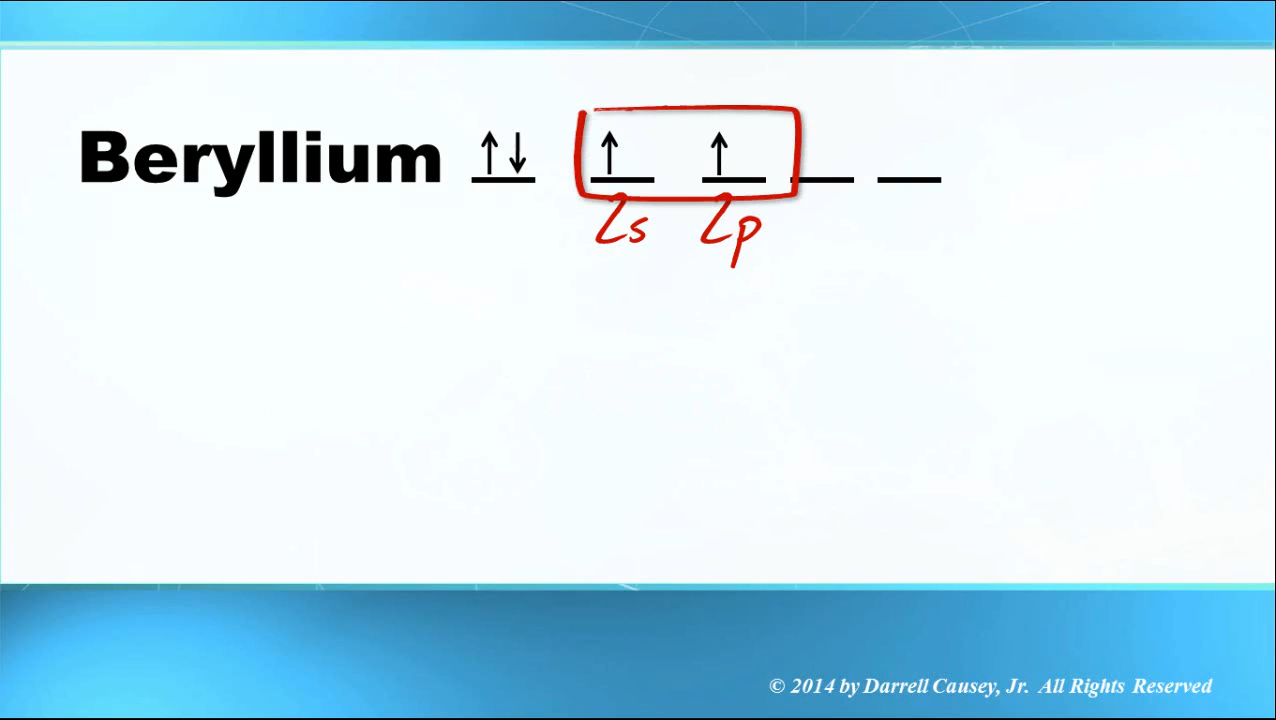 Beryllium ↑↓ ↑ ↑
2s 2p
© 2014 by Darrell Causey, Jr. All Rights Reserved